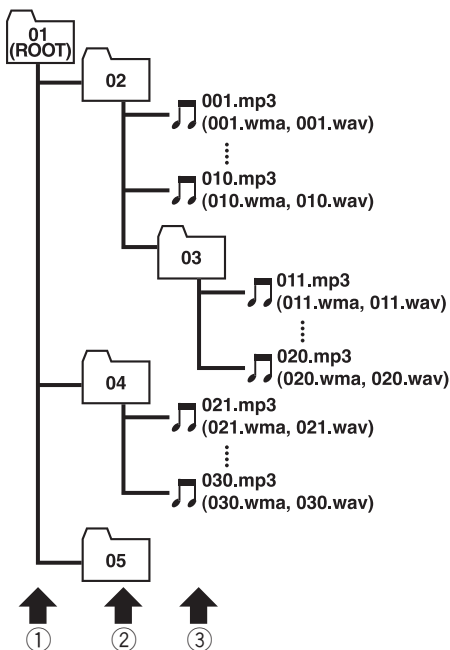 01
(ROOT)
02
001.mp3
(001.wma, 001.wav)
010.mp3
(010.wma, 010.wav)
03
011.mp3
(011.wma, 011.wav)
020.mp3
(020.wma, 020.wav)
04
021.mp3
(021.wma, 021.wav)
030.mp3
(030.wma, 030.wav)
05
① ② ③